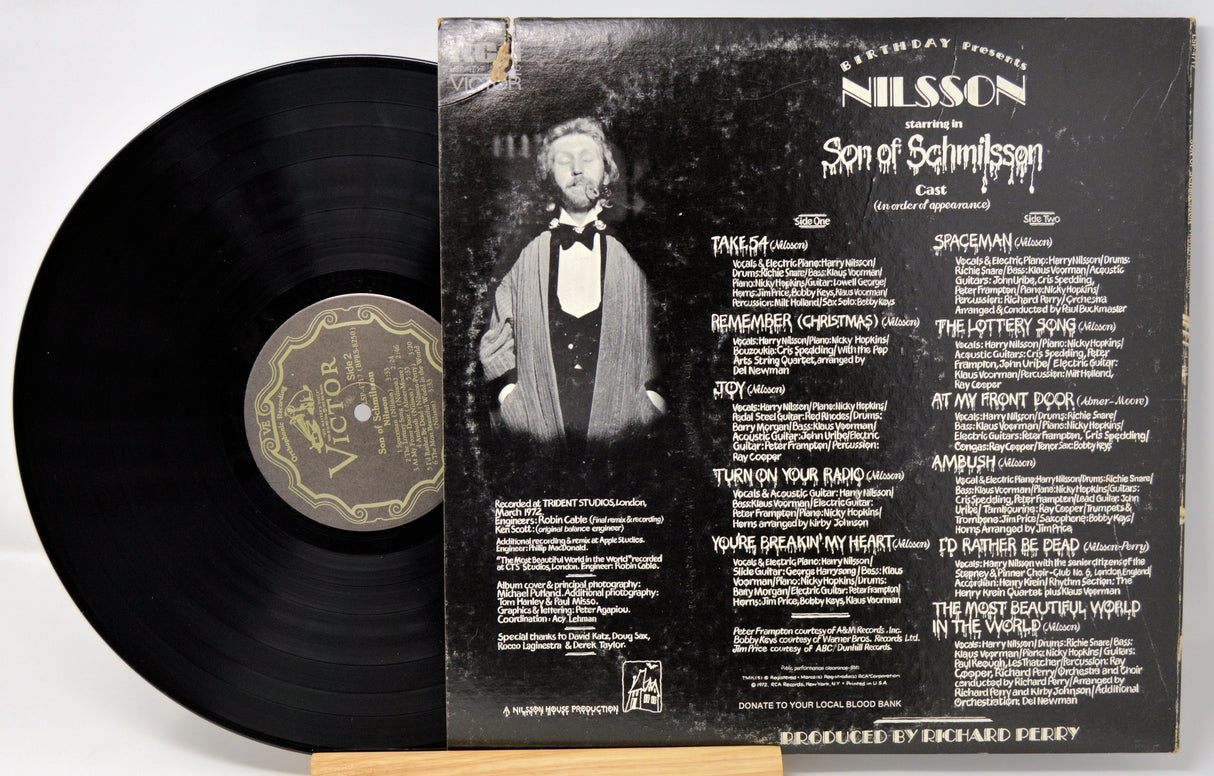 RCA
VICTOR
BIRTHDAY Presents
NILSSON
starring in
Son of Schmilsson
Cast
(in order of appearance)
Side One
TAKE 54 (Nilsson)
Vocals & Electric Piano: Harry Nilsson/
Drums: Richie Snare/ Bass: Klaus Voorman/
Piano: Nicky Hopkins/ Guitar: Lowell George/
Horns: Jim Price, Bobby Keys, Klaus Voorman/
Percussion: Milt Holland/ Sax Solo: Bobby Keys
REMEMBER (CHRISTMAS) (Nilsson)
Vocals: Harry Nilsson/ Piano: Nicky Hopkins/
Bouzoukia: Cris Spedding/ with the Pop
Arts String Quartet, arranged by
Del Newman
JOY (Nilsson)
Vocals: Harry Nilsson/ Piano: Nicky Hopkins/
Pedal Steel Guitar: Red Rhodes/ Drums:
Barry Morgan/ Bass: Klaus Voorman/
Acoustic Guitar: John Uribe/ Electric
Guitar: Peter Frampton/ Percussion:
Ray Cooper
TURN ON YOUR RADIO (Nilsson)
Vocals & Acoustic Guitar: Harry Nilsson/
Bass: Klaus Voorman/ Electric Guitar:
Peter Frampton/ Piano: Nicky Hopkins/
Horns arranged by Kirby Johnson
YOU'RE BREAKIN' MY HEART (Nilsson)
Vocals & Electric Piano: Harry Nilsson/
Slide Guitar: George Harrysong/ Bass: Klaus
Voorman/ Piano: Nicky Hopkins/ Drums:
Barry Morgan/ Electric Guitar: Peter Frampton/
Horns: Jim Price, Bobby Keys, Klaus Voorman
Peter Frampton courtesy of A&M Records, Inc.
Bobby Keys courtesy of Warner Bros. Records Ltd.
Jim Price courtesy of ABC/ Dunhill Records.
Public performance clearance-BMI
TMK(s) ® Registered • Marca(s) Registrada(s) RCA Corporation
© 1972, RCA Records, New York, N.Y. • Printed in U.S.A.
DONATE TO YOUR LOCAL BLOOD BANK
Side Two
SPACEMAN (Nilsson)
Vocals & Electric Piano: Harry Nilsson/ Drums:
Richie Snare/ Bass: Klaus Voorman/ Acoustic
Guitars: John Uribe, Cris Spedding,
Peter Frampton/ Piano: Nicky Hopkins/
Percussion: Richard Perry/ Orchestra
Arranged & Conducted by Paul Buckmaster
THE LOTTERY SONG (Nilsson)
Vocals: Harry Nilsson/ Piano: Nicky Hopkins/
Acoustic Guitars: Cris Spedding, Peter
Frampton, John Uribe/ Electric Guitar:
Klaus Voorman/ Percussion: Milt Holland,
Ray Cooper
AT MY FRONT DOOR (Abner-Moore)
Vocals: Harry Nilsson/ Drums: Richie Snare/
Bass: Klaus Voorman/ Piano: Nicky Hopkins/
Electric Guitars: Peter Frampton, Cris Spedding/
Congas: Ray Cooper/ Tenor Sax: Bobby Keys
AMBUSH (Nilsson)
Vocal & Electric Piano: Harry Nilsson/ Drums: Richie Snare/
Bass: Klaus Voorman/ Piano: Nicky Hopkins/ Guitars:
Cris Spedding, Peter Frampton/ Lead Guitar: John
Uribe/ Tambouring: Ray Cooper/ Trumpets &
Trombone: Jim Price/ Saxophone: Bobby Keys/
Horns Arranged by Jim Price
I'D RATHER BE DEAD (Nilsson-Perry)
Vocals: Harry Nilsson with the senior citizens of the
Stepney & Pinner Choir-Club No. 6, London, England/
Accordian: Henry Krein/ Rhythm Section: The
Henry Krein Quartet plus Klaus Voorman
THE MOST BEAUTIFUL WORLD
IN THE WORLD (Nilsson)
Vocals: Harry Nilsson/ Drums: Richie Snare/ Bass:
Klaus Voorman/ Piano: Nicky Hopkins/ Guitars:
Paul Keough, Les Thatcher/ Percussion: Ray
Cooper, Richard Perry/ Orchestra and Choir
conducted by Richard Perry/ Arranged by
Richard Perry and Kirby Johnson/ Additional
Orchestration: Del Newman
PRODUCED BY RICHARD PERRY
Recorded at TRIDENT STUDIOS, London,
March 1972.
Engineers: Robin Cable (Final remix & recording)
Ken Scott: (original balance engineer)
Additional recording & remix at Apple Studios.
Engineer: Phillip MacDonald.
"The Most Beautiful World in the World" recorded
at CTS Studios, London. Engineer: Robin Cable.
Album cover & principal photography:
Michael Putland. Additional photography:
Tom Hanley & Paul Misso.
Graphics & lettering: Peter Agapiou.
Coordination: Acy Lehman
Special thanks to David Katz, Doug Sax,
Rocco Laginestra & Derek Taylor.
A NILSSON HOUSE PRODUCTION
VICTOR
Side 2
Son of Schmilsson
Nilsson